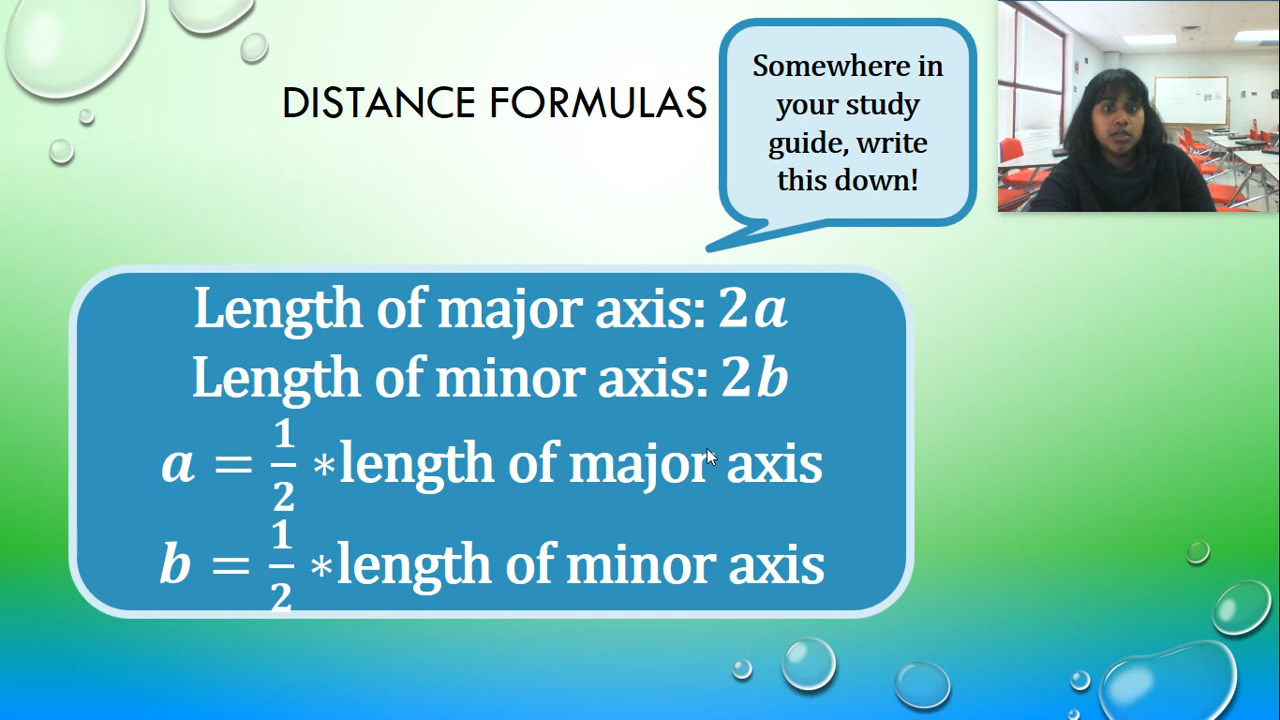 DISTANCE FORMULAS
Somewhere in
your study
guide, write
this down!
Length of major axis: 2a
Length of minor axis: 2b
a = 1/2 *length of major axis
b = 1/2 *length of minor axis